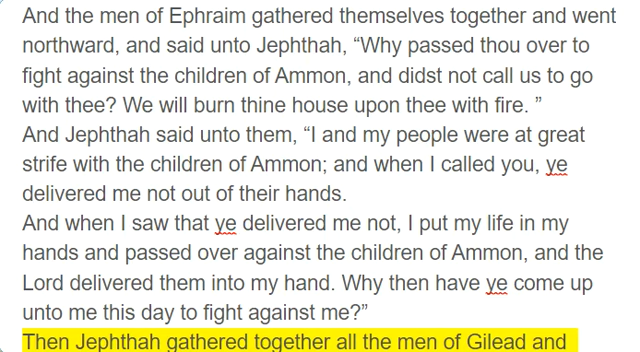 And the men of Ephraim gathered themselves together and went
northward, and said unto Jephthah, “Why passed thou over to
fight against the children of Ammon, and didst not call us to go
with thee? We will burn thine house upon thee with fire. ”
And Jephthah said unto them, “I and my people were at great
strife with the children of Ammon; and when I called you, ye
delivered me not out of their hands.
And when I saw that ye delivered me not, I put my life in my
hands and passed over against the children of Ammon, and the
Lord delivered them into my hand. Why then have ye come up
unto me this day to fight against me?”
Then Jephthah gathered together all the men of Gilead and